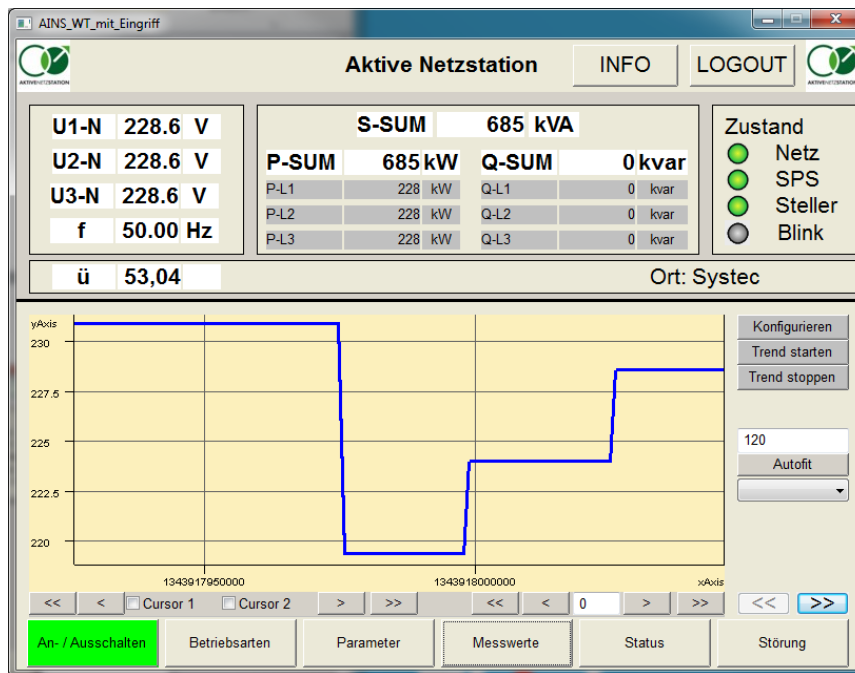 AINS_WT_mit_Eingriff
AKTIVENETZSTATION
Aktive Netzstation
INFO
LOGOUT
AKTIVENETZSTATION
U1-N 228.6 V
U2-N 228.6 V
U3-N 228.6 V
f 50.00 Hz
S-SUM 685 kVA
P-SUM 685 kW Q-SUM 0 kvar
P-L1 228 kW Q-L1 0 kvar
P-L2 228 kW Q-L2 0 kvar
P-L3 228 kW Q-L3 0 kvar
Zustand
Netz
SPS
Steller
Blink
ü 53,04
Ort: Systec
yAxis
230
227.5
225
222.5
220
1343917950000
1343918000000
xAxis
Konfigurieren
Trend starten
Trend stoppen
120
Autofit
<< < Cursor 1 Cursor 2 > >> << < 0 > >> << >>
An- / Ausschalten
Betriebsarten
Parameter
Messwerte
Status
Störung